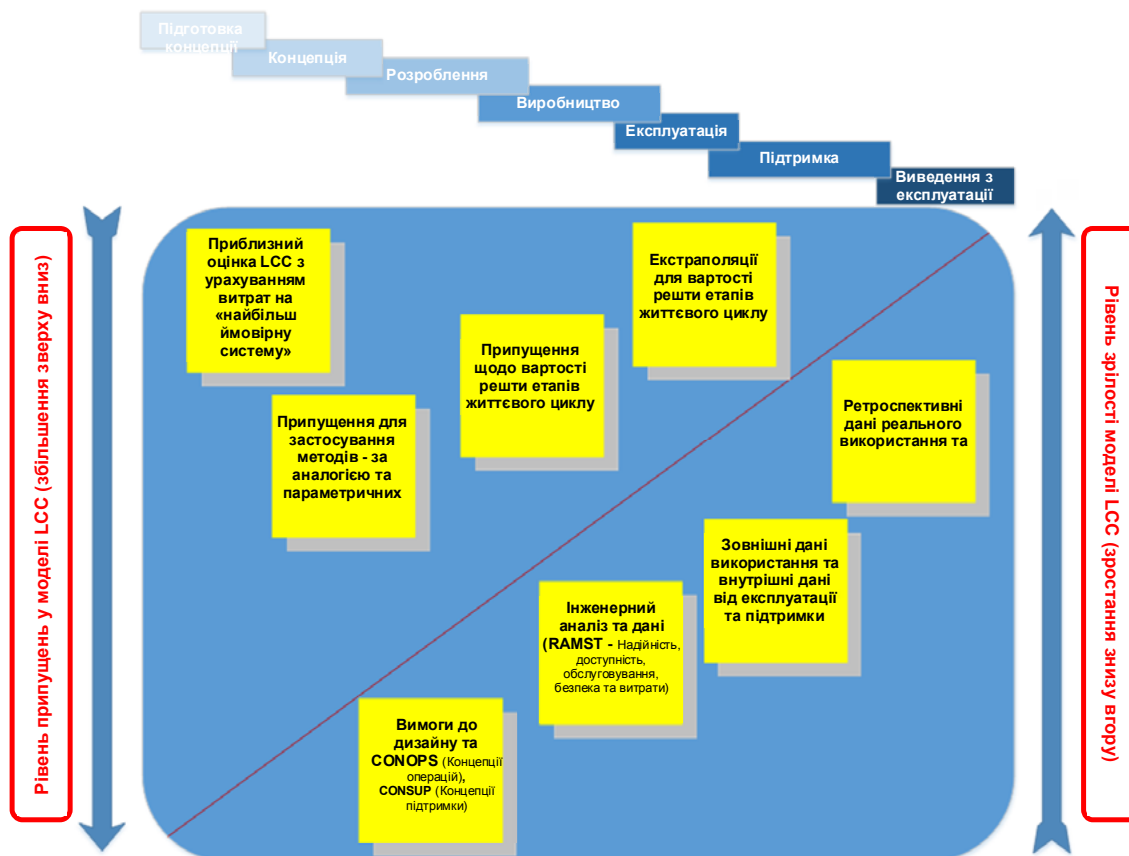 Підготовка
концепції
Концепція
Розроблення
Виробництво
Експлуатація
Підтримка
Виведення з
експлуатації
Рівень припущень у моделі LCC (збільшення зверху вниз)
Приблизний
оцінка LCC з
урахуванням
витрат на
«найбільш
ймовірну
систему»
Припущення для
застосування
методів - за
аналогією та
параметричних
Припущення
щодо вартості
решти етапів
життєвого циклу
Екстраполяції
для вартості
решти етапів
життєвого циклу
Ретроспективні
дані реального
використання та
Зовнішні дані
використання та
внутрішні дані
від експлуатації
та підтримки
Інженерний
аналіз та дані
(RAMST - Надійність,
доступність,
обслуговування,
безпека та витрати)
Вимоги до
дизайну та
CONOPS (Концепції
операцій),
CONSUP (Концепції
підтримки)
Рівень зрілості моделі LCC (зростання знизу вгору)